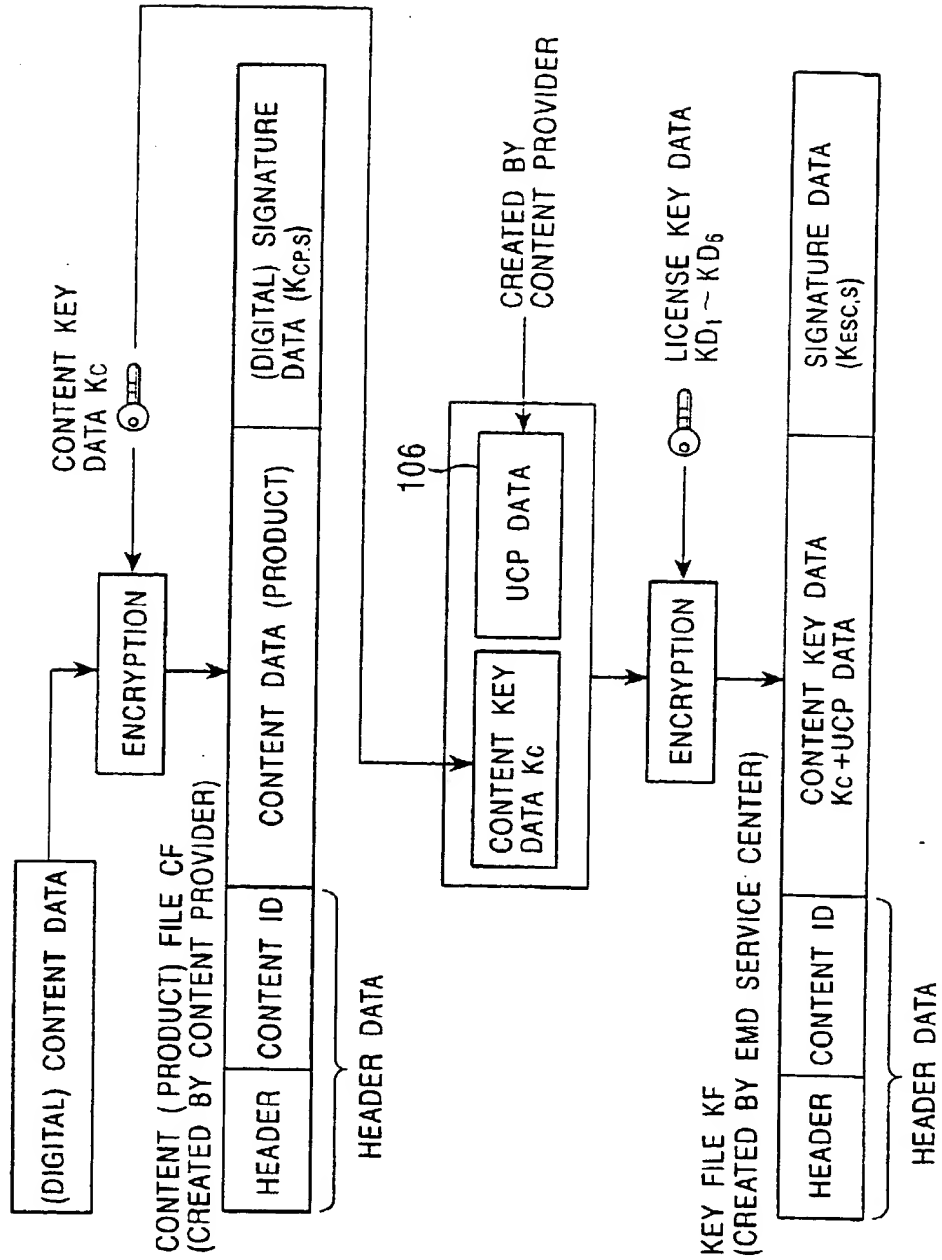 (DIGITAL) CONTENT DATA
CONTENT KEY
DATA Kc
ENCRYPTION
CONTENT (PRODUCT) FILE CF
(CREATED BY CONTENT PROVIDER)
HEADER
CONTENT ID
CONTENT DATA (PRODUCT)
(DIGITAL) SIGNATURE
DATA (KCP.S)
HEADER DATA
106
CREATED BY
CONTENT PROVIDER
CONTENT KEY
DATA Kc
UCP DATA
LICENSE KEY DATA
KD1 ~ KD6
ENCRYPTION
KEY FILE KF
(CREATED BY EMD SERVICE CENTER)
HEADER
CONTENT ID
CONTENT KEY DATA
Kc +UCP DATA
SIGNATURE DATA
(KESC,S)
HEADER DATA